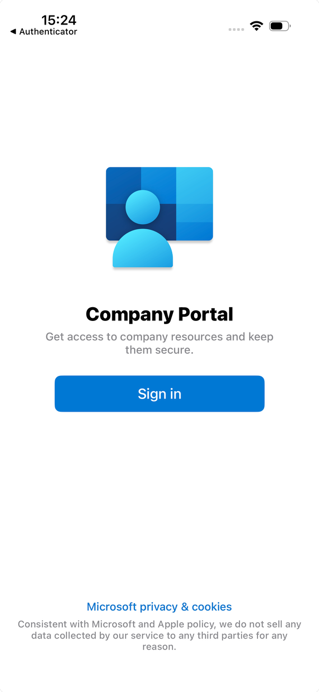 15:24
◀ Authenticator
Company Portal
Get access to company resources and keep
them secure.
Sign in
Microsoft privacy & cookies
Consistent with Microsoft and Apple policy, we do not sell any
data collected by our service to any third parties for any
reason.